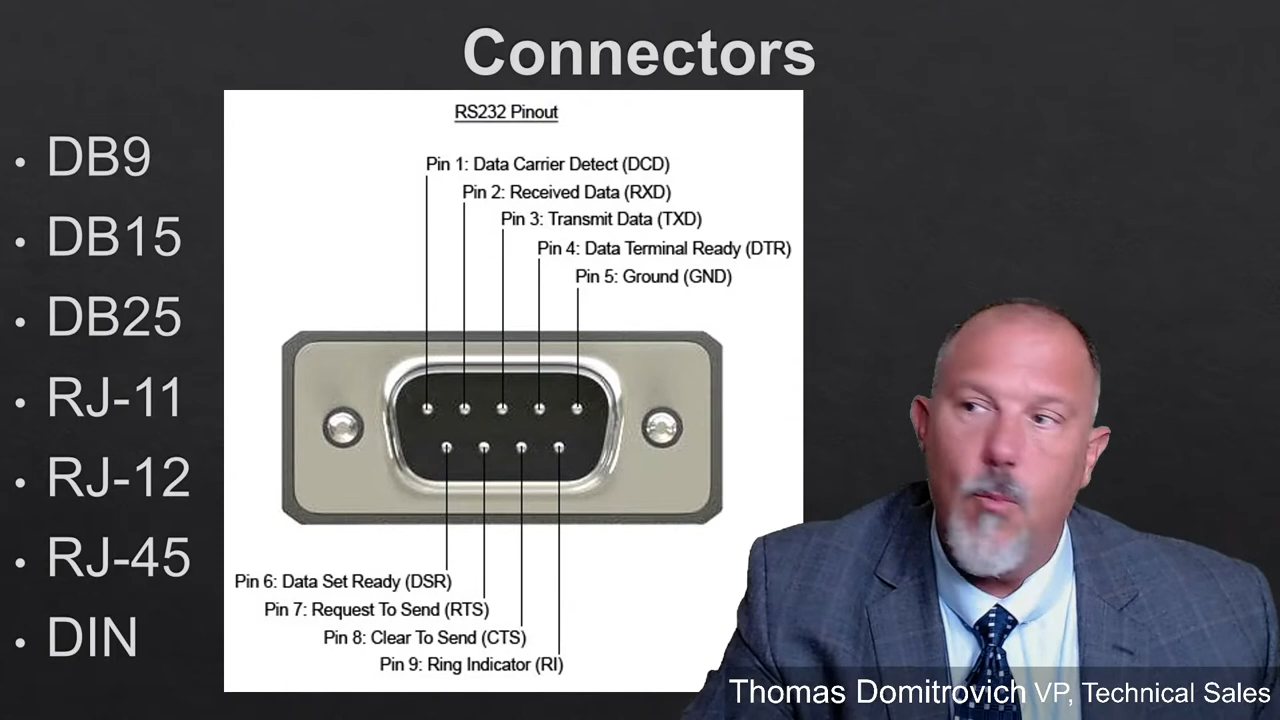 Connectors
• DB9
• DB15
• DB25
• RJ-11
• RJ-12
• RJ-45
• DIN
RS232 Pinout
Pin 1: Data Carrier Detect (DCD)
Pin 2: Received Data (RXD)
Pin 3: Transmit Data (TXD)
Pin 4: Data Terminal Ready (DTR)
Pin 5: Ground (GND)
Pin 6: Data Set Ready (DSR)
Pin 7: Request To Send (RTS)
Pin 8: Clear To Send (CTS)
Pin 9: Ring Indicator (RI)
Thomas Domitrovich VP, Technical Sales